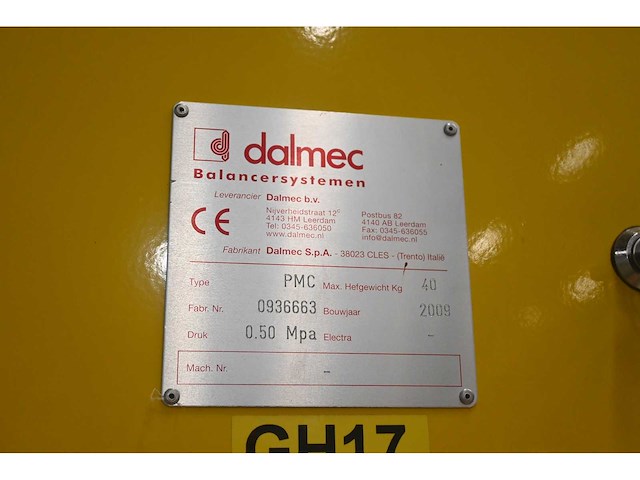 dalmec
Balancersystemen
Leverancier Dalmec b.v.
Nijverheidstraat 12ᴰ Postbus 82
4143 HM Leerdam 4140 AB Leerdam
Tel: 0345-636050 Fax: 0345-636055
www.dalmec.nl info@dalmec.nl
CE
Fabrikant Dalmec S.p.A. - 38023 CLES - (Trento) Italië
Type PMC Max. Hefgewicht Kg 40
Fabr. Nr. 0936663 Bouwjaar 2009
Druk 0.50 Mpa Electra -
Mach. Nr. -
GH17